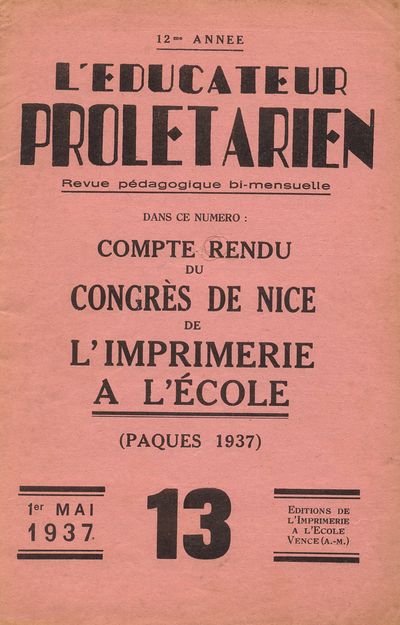 12me ANNEE
L'EDUCATEUR
PROLETARIEN
Revue pédagogique bi-mensuelle
DANS CE NUMERO :
COMPTE RENDU
DU
CONGRÈS DE NICE
DE
L'IMPRIMERIE
A L'ÉCOLE
(PAQUES 1937)
1er MAI
1937
13
EDITIONS DE
L'IMPRIMERIE
A L'ECOLE
VENCE (A.-M.)